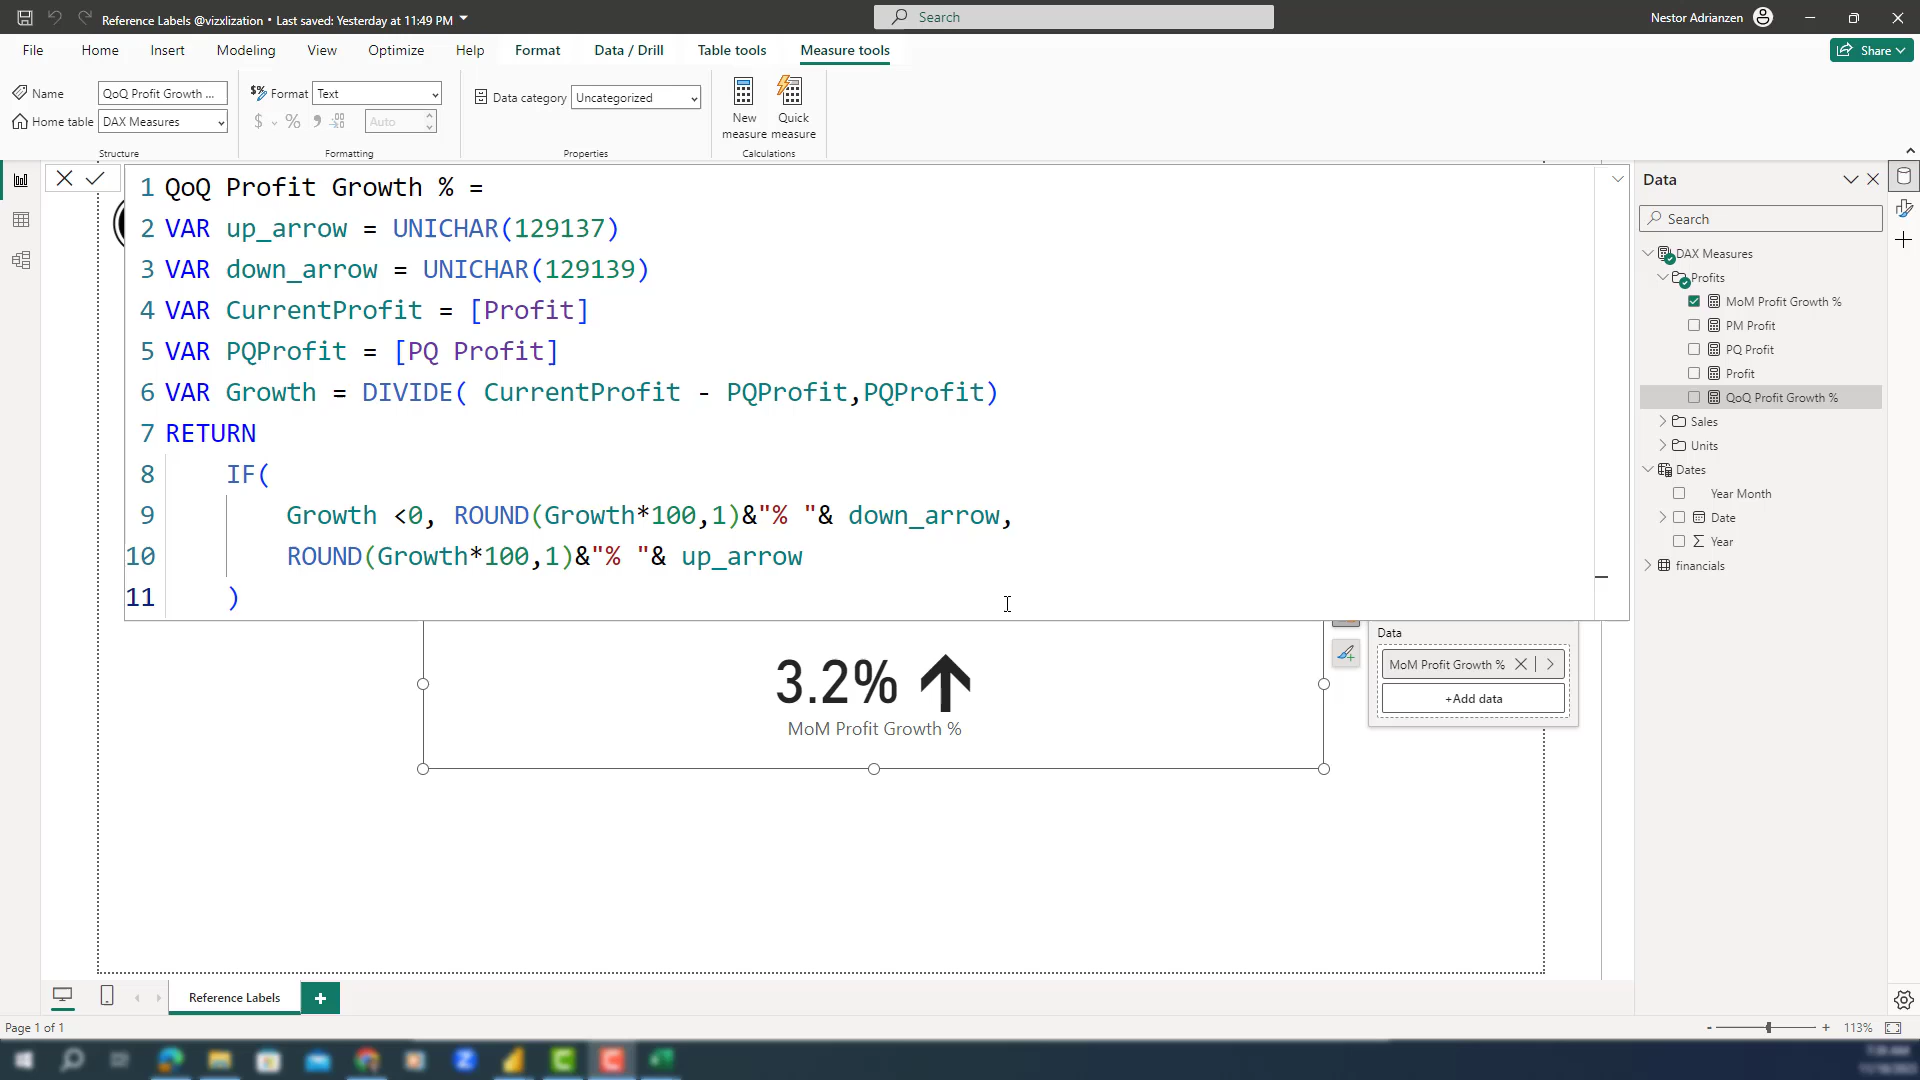 Reference Labels @vizxlization • Last saved: Yesterday at 11:49 PM
Search
Nestor Adrianzen
File Home Insert Modeling View Optimize Help Format Data / Drill Table tools Measure tools
Share
Name QoQ Profit Growth ...
Home table DAX Measures
Structure
Format Text
$ % Auto
Formatting
Data category Uncategorized
Properties
New measure
Quick measure
Calculations
1 QoQ Profit Growth % =
2 VAR up_arrow = UNICHAR(129137)
3 VAR down_arrow = UNICHAR(129139)
4 VAR CurrentProfit = [Profit]
5 VAR PQProfit = [PQ Profit]
6 VAR Growth = DIVIDE( CurrentProfit - PQProfit,PQProfit)
7 RETURN
8 IF(
9 Growth <0, ROUND(Growth*100,1)&"% "& down_arrow,
10 ROUND(Growth*100,1)&"% "& up_arrow
11 )
3.2% 🡱
MoM Profit Growth %
Data
MoM Profit Growth %
+Add data
Data
Search
DAX Measures
Profits
MoM Profit Growth %
PM Profit
PQ Profit
Profit
QoQ Profit Growth %
Sales
Units
Dates
Year Month
Date
Σ Year
financials
Reference Labels
Page 1 of 1
- + 113%